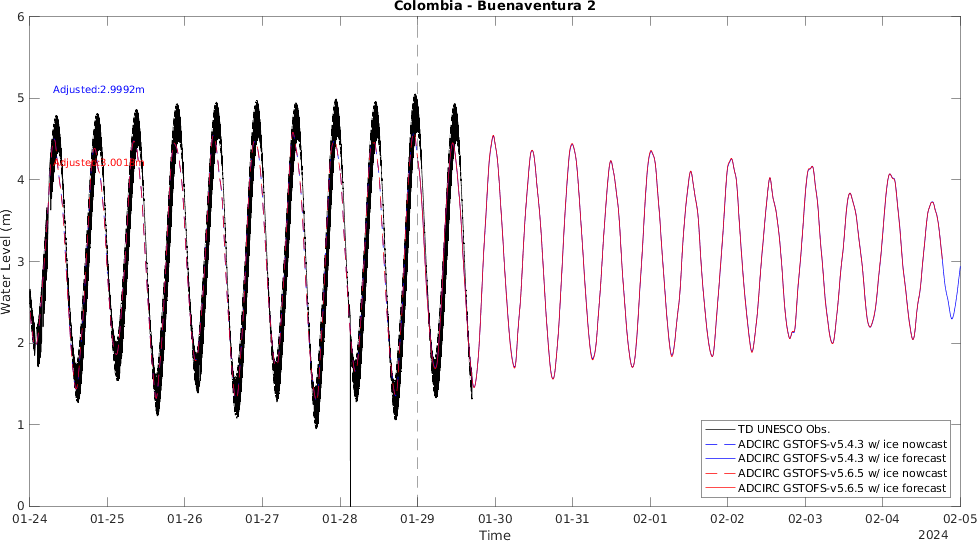 Colombia - Buenaventura 2
6
5
4
3
2
1
0
Water Level (m)
Adjusted:2.9992m
01-24
01-25
01-26
01-27
01-28
01-29
01-30
01-31
02-01
02-02
02-03
02-04
02-05
Time
2024
TD UNESCO Obs.
ADCIRC GSTOFS-v5.4.3 w/ ice nowcast
ADCIRC GSTOFS-v5.4.3 w/ ice forecast
ADCIRC GSTOFS-v5.6.5 w/ ice nowcast
ADCIRC GSTOFS-v5.6.5 w/ ice forecast